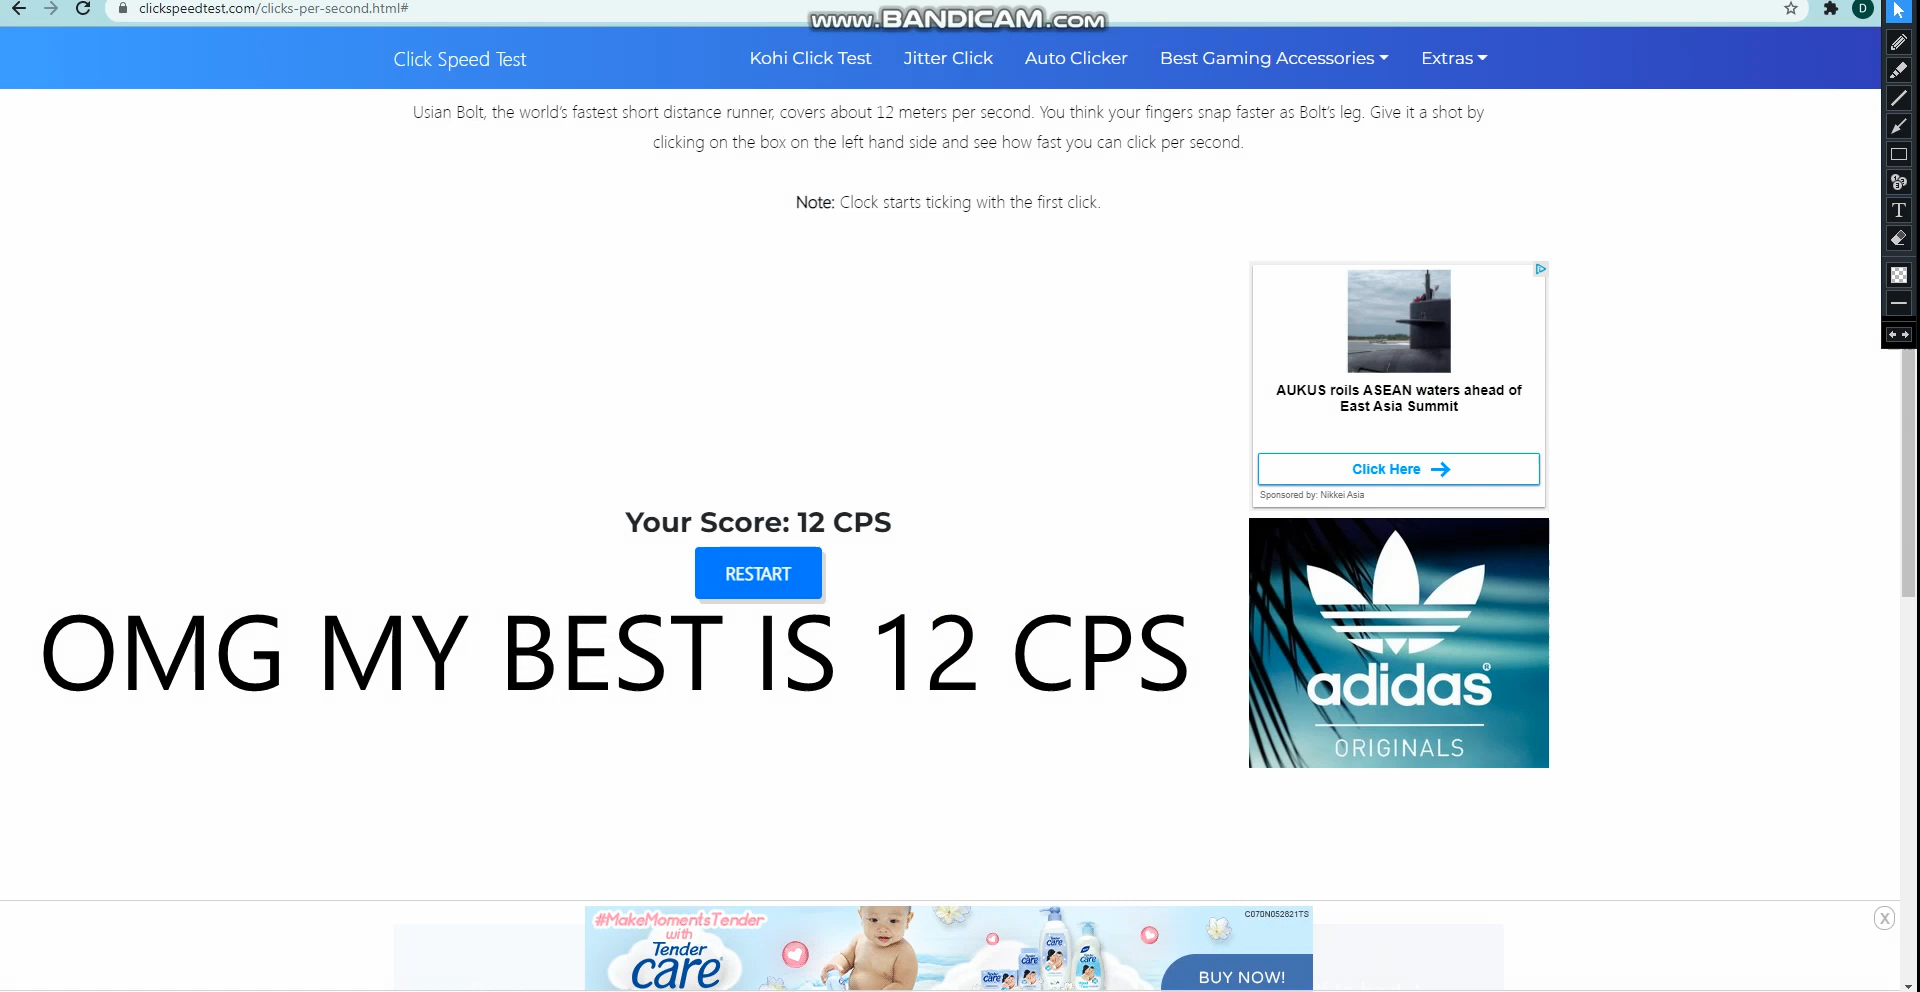 clickspeedtest.com/clicks-per-second.html#
www.BANDICAM.com
D
Click Speed Test
Kohi Click Test
Jitter Click
Auto Clicker
Best Gaming Accessories
Extras
Usian Bolt, the world's fastest short distance runner, covers about 12 meters per second. You think your fingers snap faster as Bolt's leg. Give it a shot by
clicking on the box on the left hand side and see how fast you can click per second.
Note: Clock starts ticking with the first click.
T
AUKUS roils ASEAN waters ahead of
East Asia Summit
Click Here
Sponsored by: Nikkei Asia
Your Score: 12 CPS
RESTART
OMG MY BEST IS 12 CPS
adidas®
ORIGINALS
#MakeMomentsTender
with
Tender
care
C070N052821TS
BUY NOW!
X